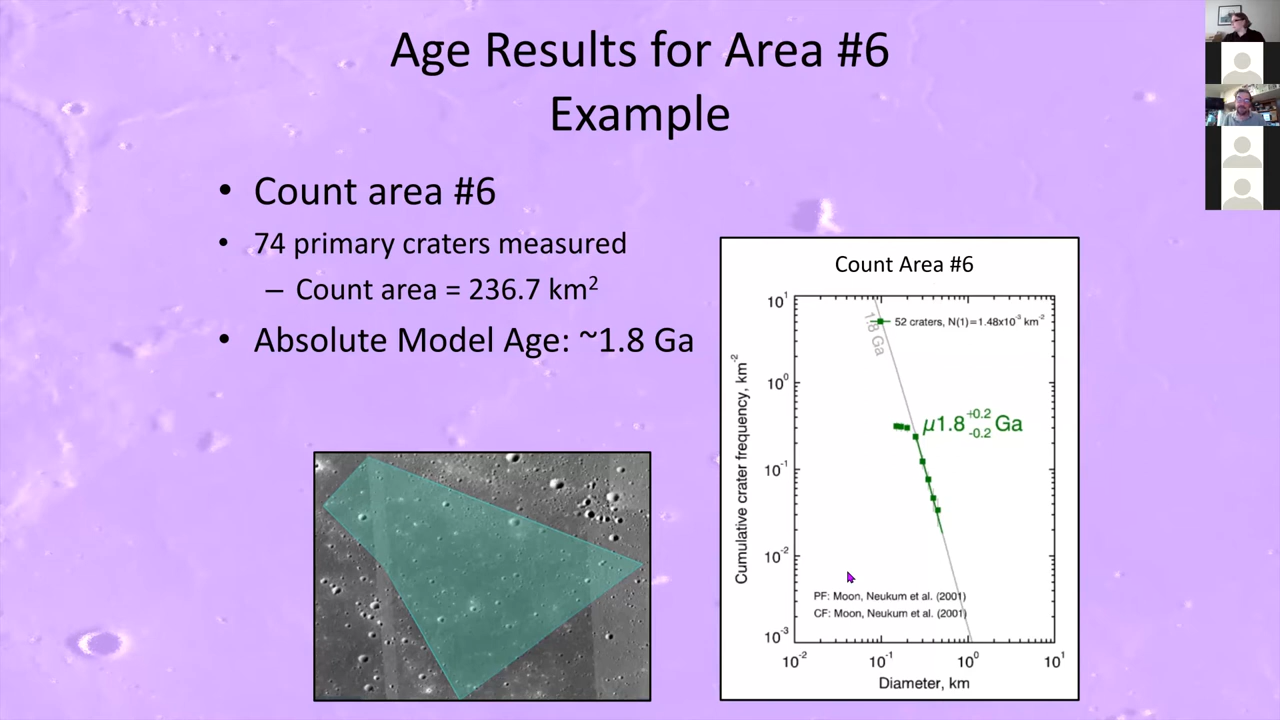 Age Results for Area #6
Example
• Count area #6
• 74 primary craters measured
– Count area = 236.7 km²
• Absolute Model Age: ~1.8 Ga
Count Area #6
1.8 Ga
52 craters, N(1)=1.48x10⁻³ km⁻²
µ1.8 +0.2 -0.2 Ga
Cumulative crater frequency, km⁻²
10¹
10⁰
10⁻¹
10⁻²
10⁻³
PF: Moon, Neukum et al. (2001)
CF: Moon, Neukum et al. (2001)
10⁻² 10⁻¹ 10⁰ 10¹
Diameter, km